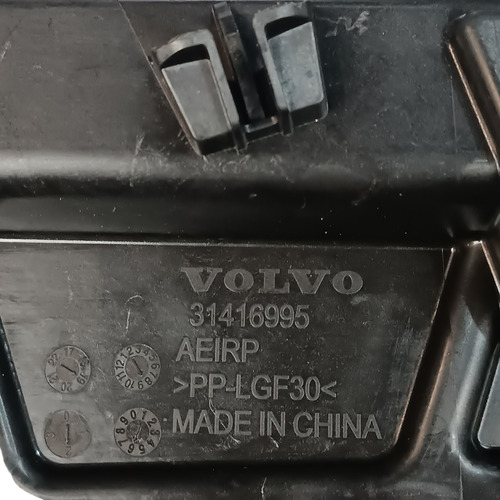 VOLVO
31416995
AEIRP
>PP-LGF30<
MADE IN CHINA